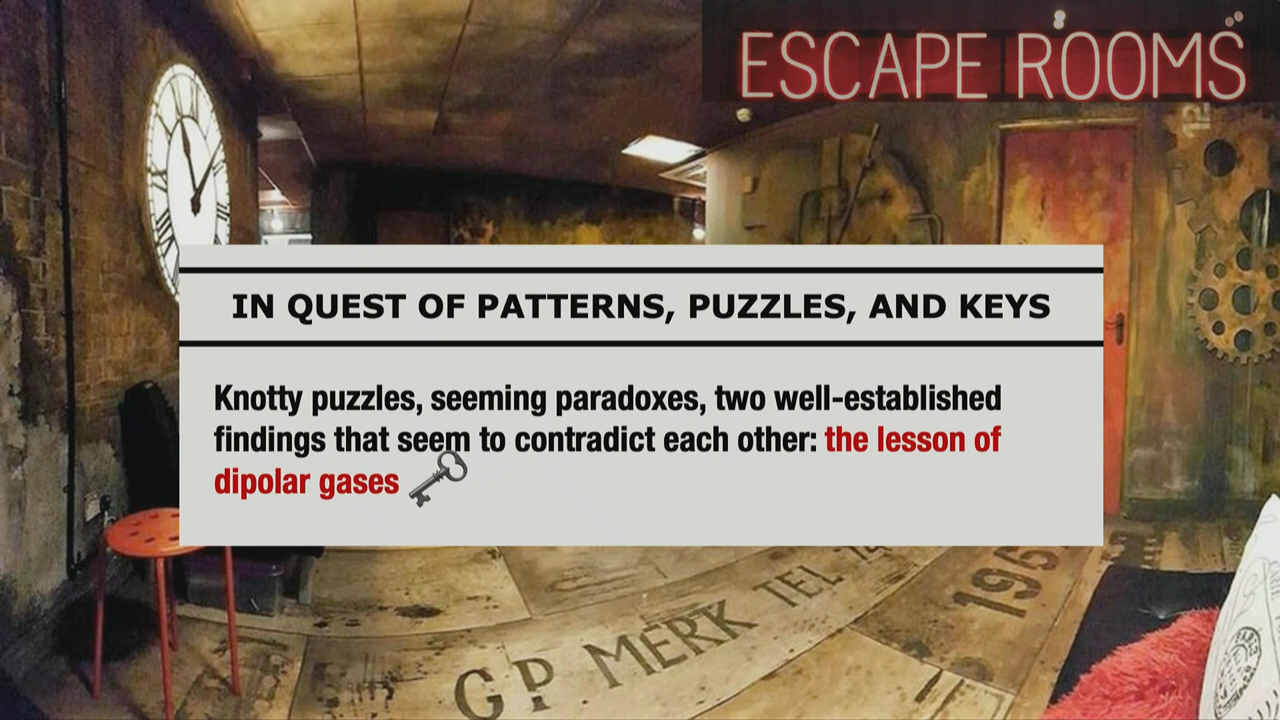 ESCAPE ROOMS
IN QUEST OF PATTERNS, PUZZLES, AND KEYS
Knotty puzzles, seeming paradoxes, two well-established
findings that seem to contradict each other: the lesson of
dipolar gases
GP MERK TEL
195